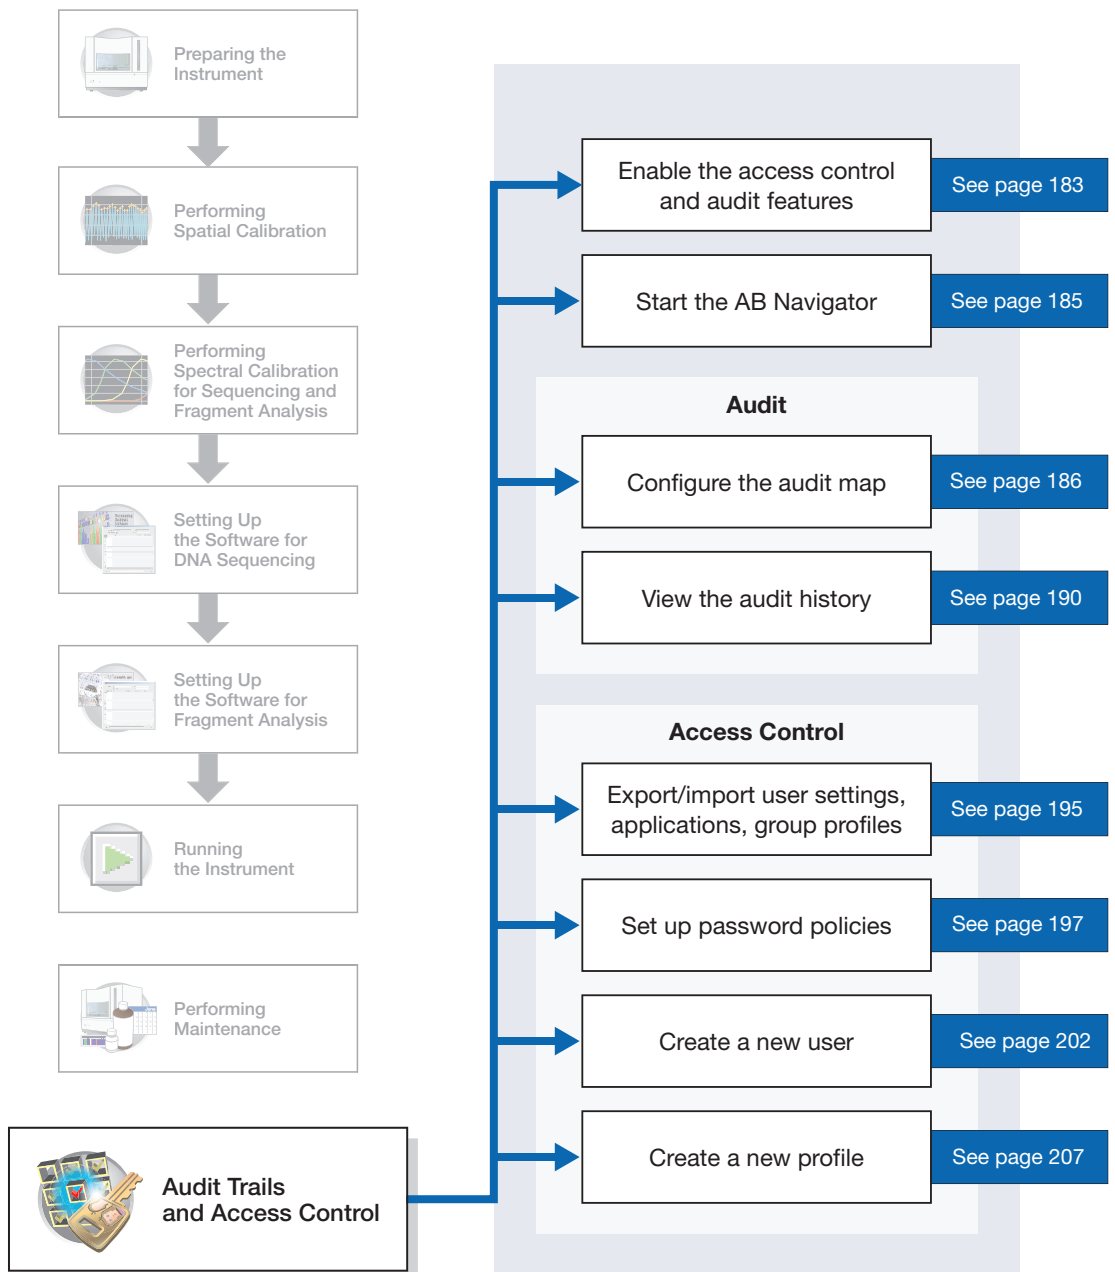 Preparing the
Instrument
Performing
Spatial Calibration
Performing
Spectral Calibration
for Sequencing and
Fragment Analysis
Setting Up
the Software for
DNA Sequencing
Setting Up
the Software for
Fragment Analysis
Running
the Instrument
Performing
Maintenance
Audit Trails
and Access Control
Enable the access control
and audit features
See page 183
Start the AB Navigator
See page 185
Audit
Configure the audit map
See page 186
View the audit history
See page 190
Access Control
Export/import user settings,
applications, group profiles
See page 195
Set up password policies
See page 197
Create a new user
See page 202
Create a new profile
See page 207